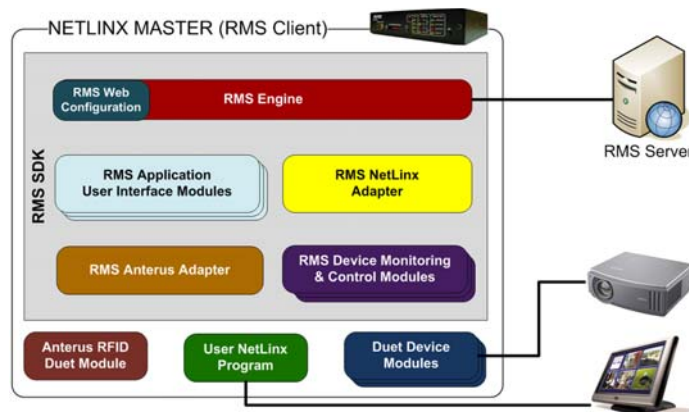 NETLINX MASTER (RMS Client)
RMS Web
Configuration
RMS Engine
RMS Server
RMS SDK
RMS Application
User Interface Modules
RMS NetLinx
Adapter
RMS Anterus Adapter
RMS Device Monitoring
& Control Modules
Anterus RFID
Duet Module
User NetLinx
Program
Duet Device
Modules